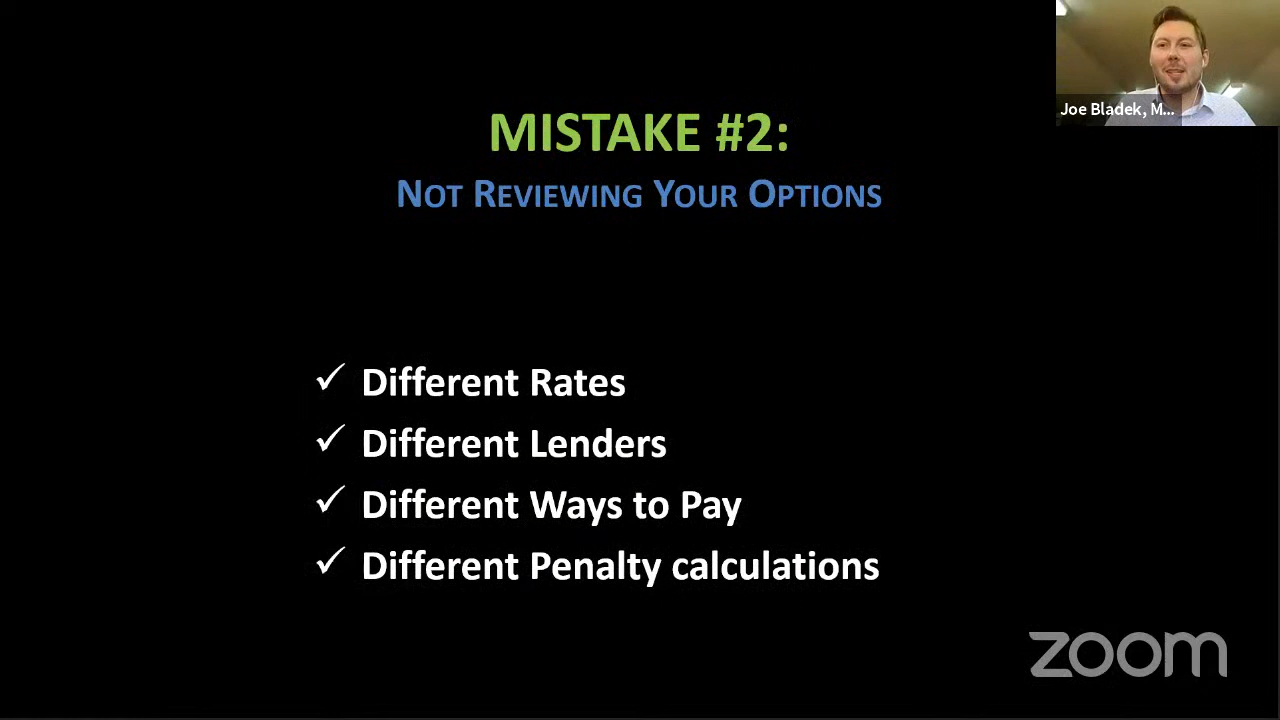 Joe Bladek, M...
MISTAKE #2:
NOT REVIEWING YOUR OPTIONS
✓ Different Rates
✓ Different Lenders
✓ Different Ways to Pay
✓ Different Penalty calculations
zoom